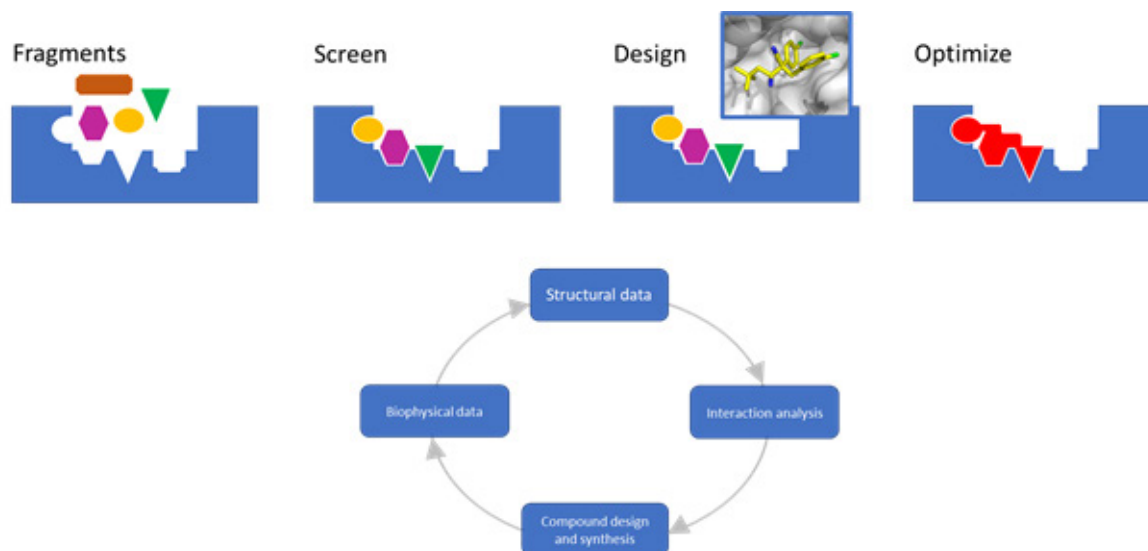 Fragments
Screen
Design
Optimize
Structural data
Biophysical data
Interaction analysis
Compound design
and synthesis